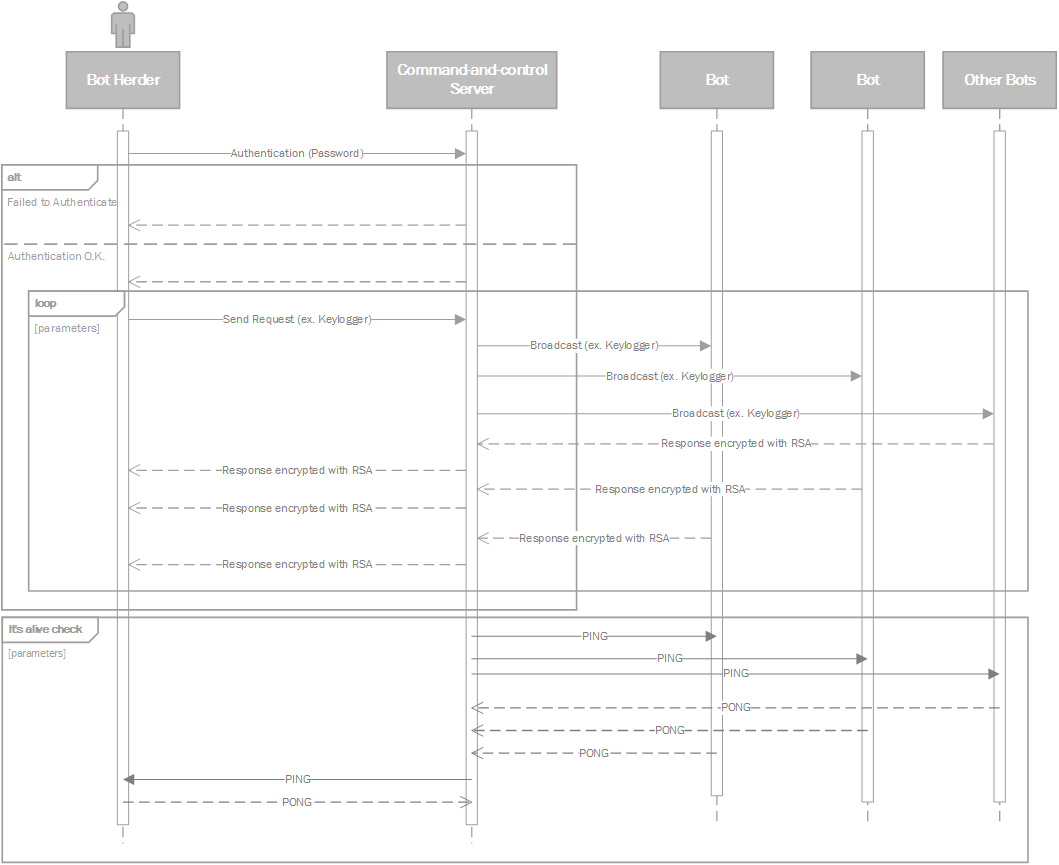 Bot Herder
Command-and-control
Server
Bot
Bot
Other Bots
Authentication (Password)
alt
Failed to Authenticate
Authentication O.K.
loop
[parameters]
Send Request (ex. Keylogger)
Broadcast (ex. Keylogger)
Broadcast (ex. Keylogger)
Broadcast (ex. Keylogger)
Response encrypted with RSA
Response encrypted with RSA
Response encrypted with RSA
Response encrypted with RSA
Response encrypted with RSA
Response encrypted with RSA
It's alive check
[parameters]
PING
PING
PING
PONG
PONG
PONG
PING
PONG